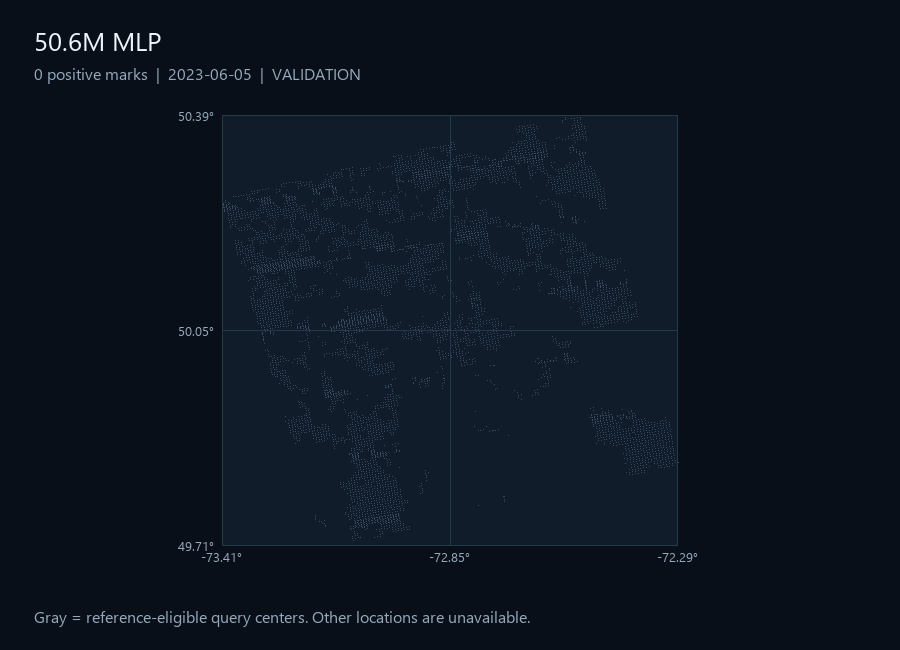 50.6M MLP
0 positive marks | 2023-06-05 | VALIDATION
50.39°
50.05°
49.71°
-73.41°
-72.85°
-72.29°
Gray = reference-eligible query centers. Other locations are unavailable.